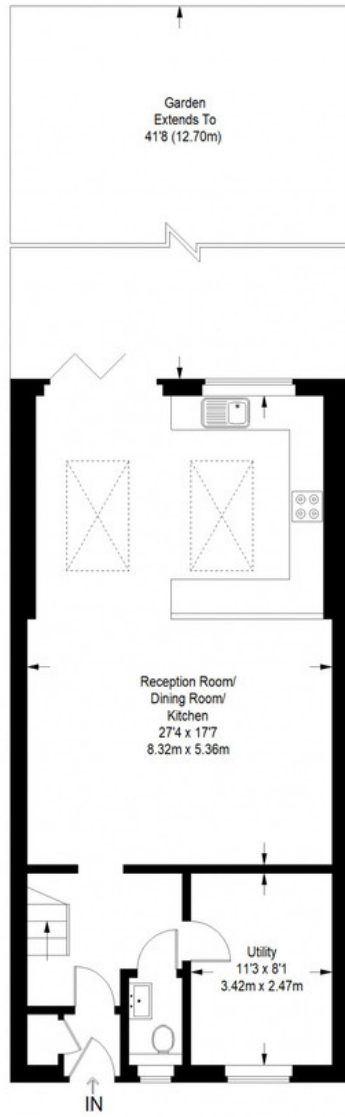 Garden
Extends To
41'8 (12.70m)
Reception Room/
Dining Room/
Kitchen
27'4 x 17'7
8.32m x 5.36m
Utility
11'3 x 8'1
3.42m x 2.47m
IN